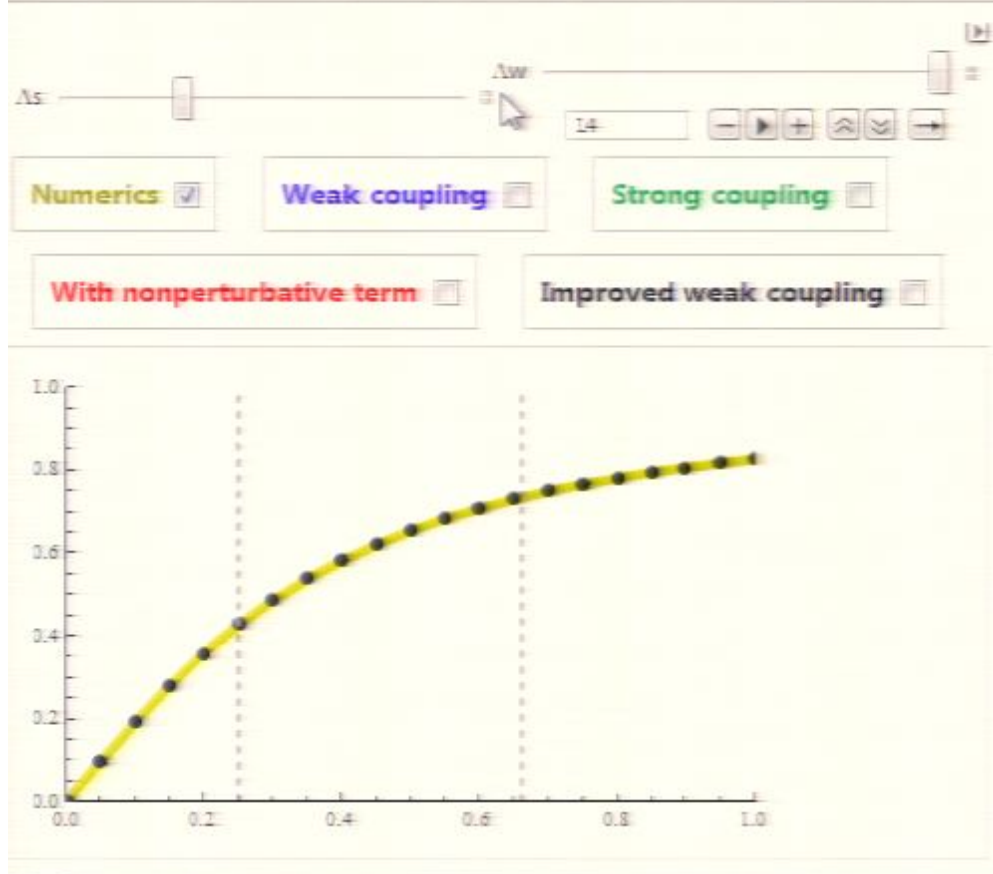 Λs
Λw
14
Numerics
Weak coupling
Strong coupling
With nonperturbative term
Improved weak coupling
1.0
0.8
0.6
0.4
0.2
0.0
0.0 0.2 0.4 0.6 0.8 1.0